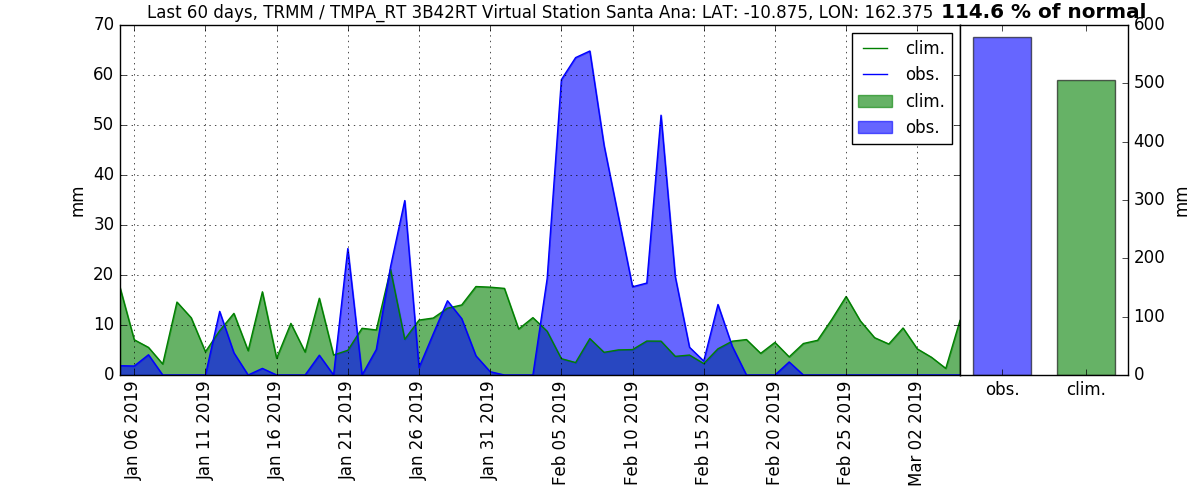 Last 60 days, TRMM / TMPA_RT 3B42RT Virtual Station Santa Ana: LAT: -10.875, LON: 162.375 114.6 % of normal
70
60
50
40
30
20
10
0
mm
clim.
obs.
clim.
obs.
600
500
400
300
200
100
0
mm
obs. clim.
Jan 06 2019
Jan 11 2019
Jan 16 2019
Jan 21 2019
Jan 26 2019
Jan 31 2019
Feb 05 2019
Feb 10 2019
Feb 15 2019
Feb 20 2019
Feb 25 2019
Mar 02 2019